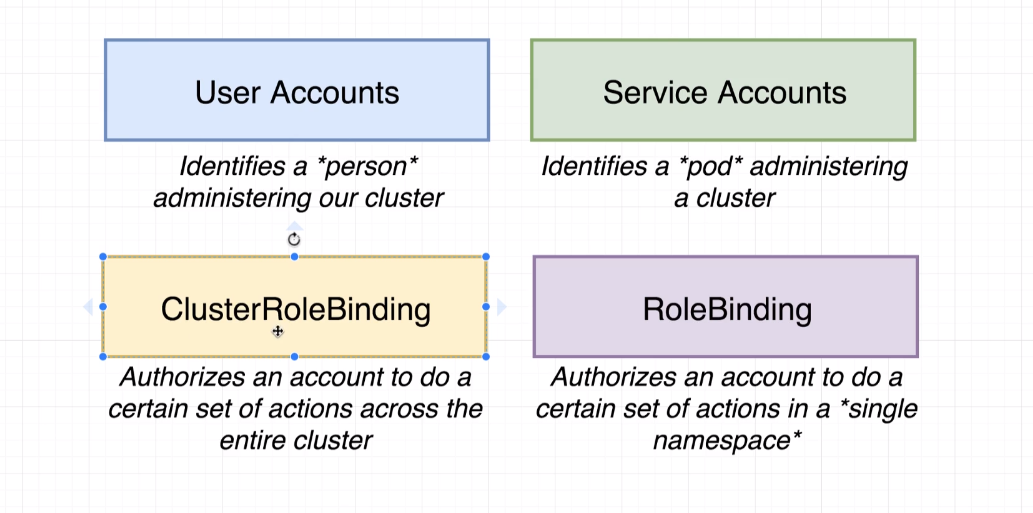 User Accounts
Identifies a *person*
administering our cluster
Service Accounts
Identifies a *pod* administering
a cluster
ClusterRoleBinding
Authorizes an account to do a
certain set of actions across the
entire cluster
RoleBinding
Authorizes an account to do a
certain set of actions in a *single
namespace*